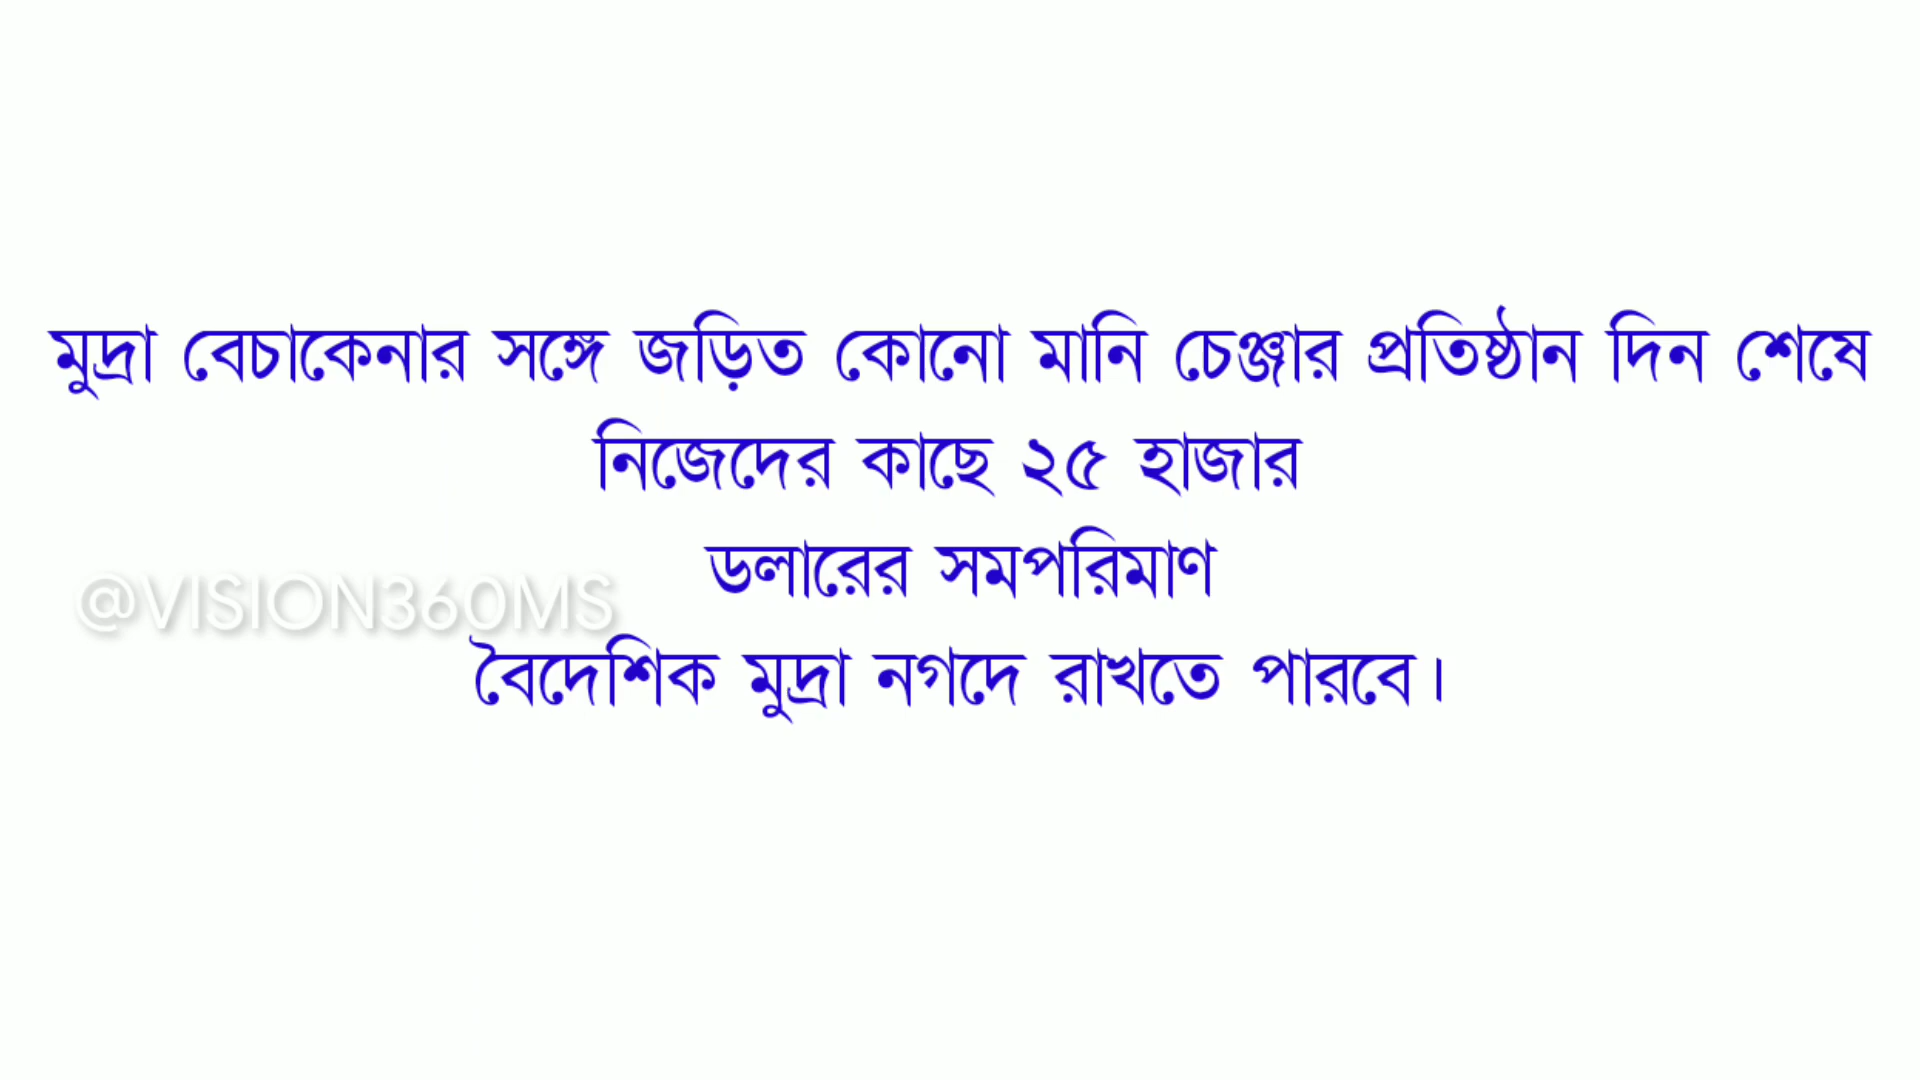 মুদ্রা বেচাকেনার সঙ্গে জড়িত কোনো মানি চেঞ্জার প্রতিষ্ঠান দিন শেষে
নিজেদের কাছে ২৫ হাজার
ডলারের সমপরিমাণ
@VISION360MS
বৈদেশিক মুদ্রা নগদে রাখতে পারবে।